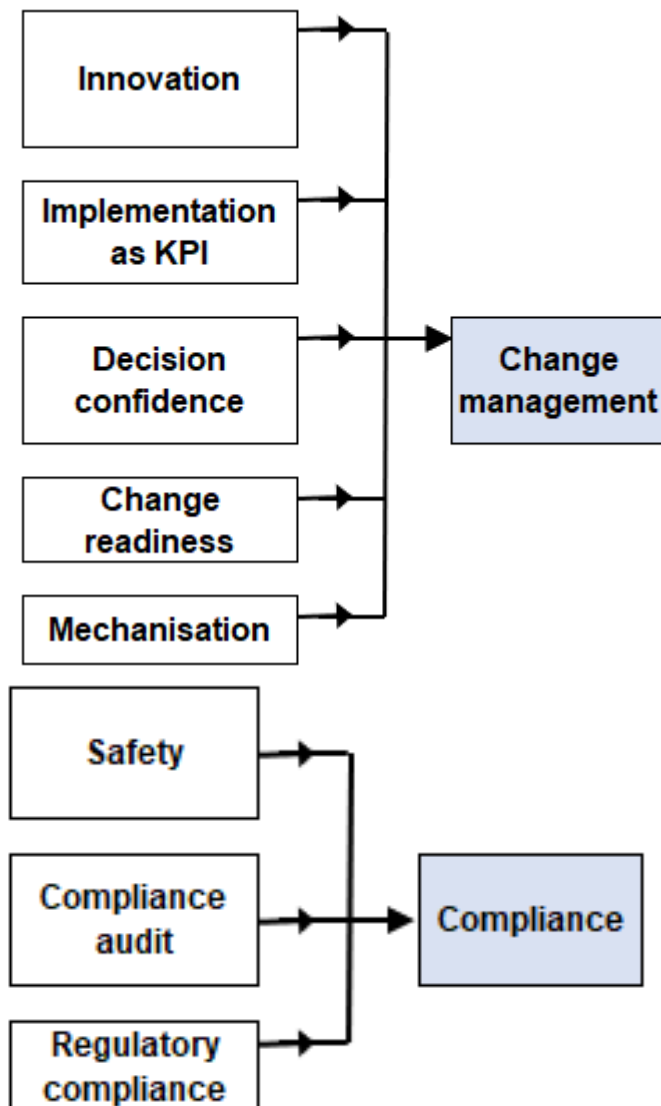 Innovation
Implementation
as KPI
Decision
confidence
Change
management
Change
readiness
Mechanisation
Safety
Compliance
audit
Compliance
Regulatory
compliance